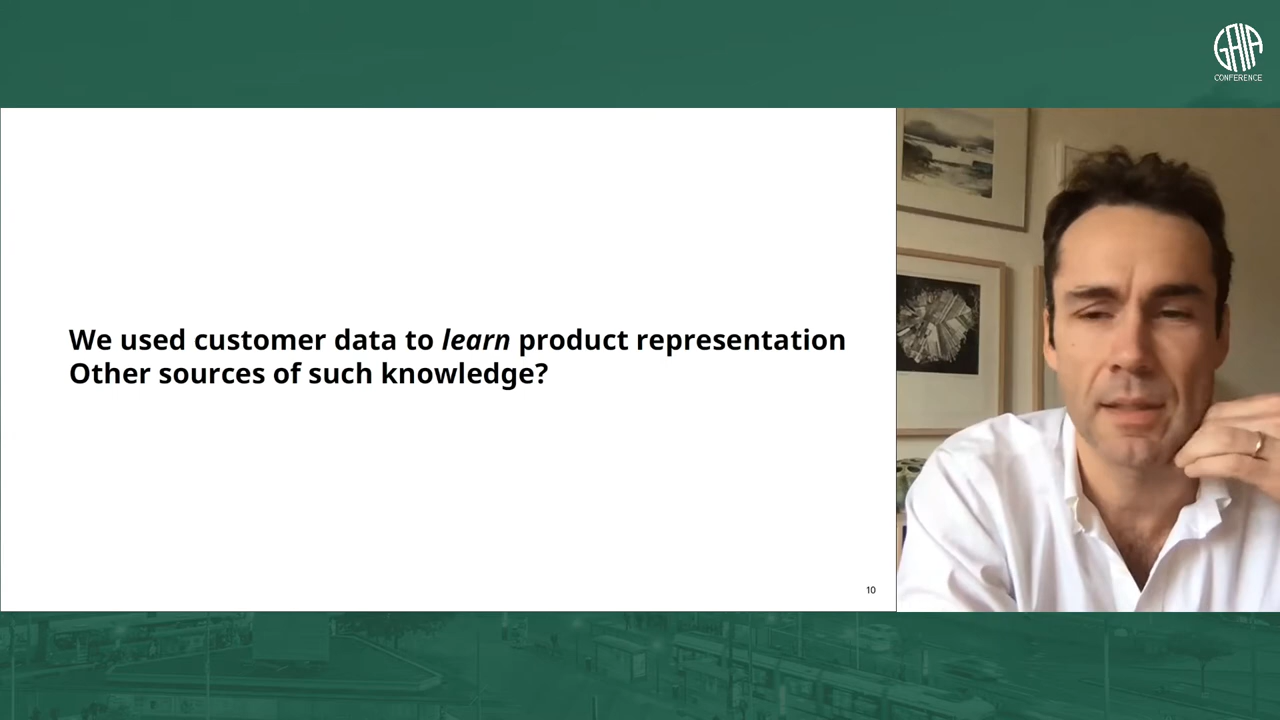 GAIA
CONFERENCE
We used customer data to learn product representation
Other sources of such knowledge?
10